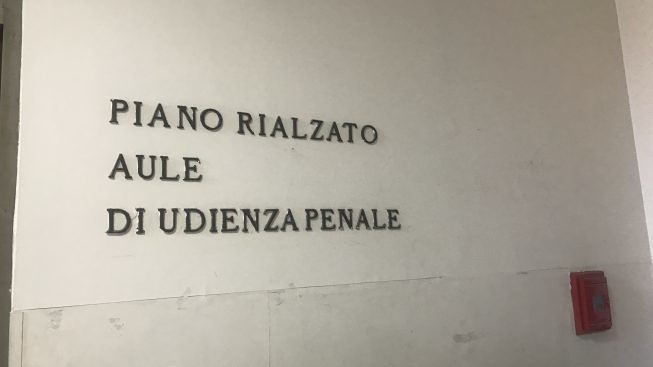 PIANO RIALZATO
AULE
DI UDIENZA PENALE